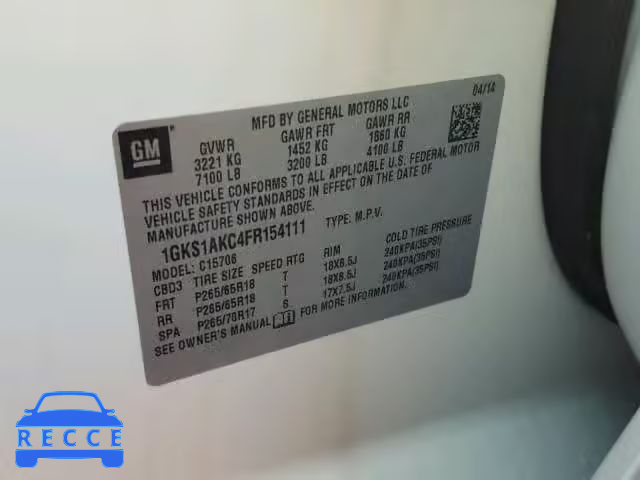 04/14
MFD BY GENERAL MOTORS LLC
GM
GVWR GAWR FRT GAWR RR
3221 KG 1452 KG 1860 KG
7100 LB 3200 LB 4100 LB
THIS VEHICLE CONFORMS TO ALL APPLICABLE U.S. FEDERAL MOTOR
VEHICLE SAFETY STANDARDS IN EFFECT ON THE DATE OF
MANUFACTURE SHOWN ABOVE.
1GKS1AKC4FR154111 TYPE: M.P.V.
MODEL: C15706
CBD3 TIRE SIZE SPEED RTG RIM COLD TIRE PRESSURE
FRT P265/65R18 T 18X8.5J 240KPA(35PSI)
RR P265/65R18 T 18X8.5J 240KPA(35PSI)
SPA P265/70R17 S 17X7.5J 240KPA(35PSI)
SEE OWNER'S MANUAL FOR MORE INFORMATION.
RECCE